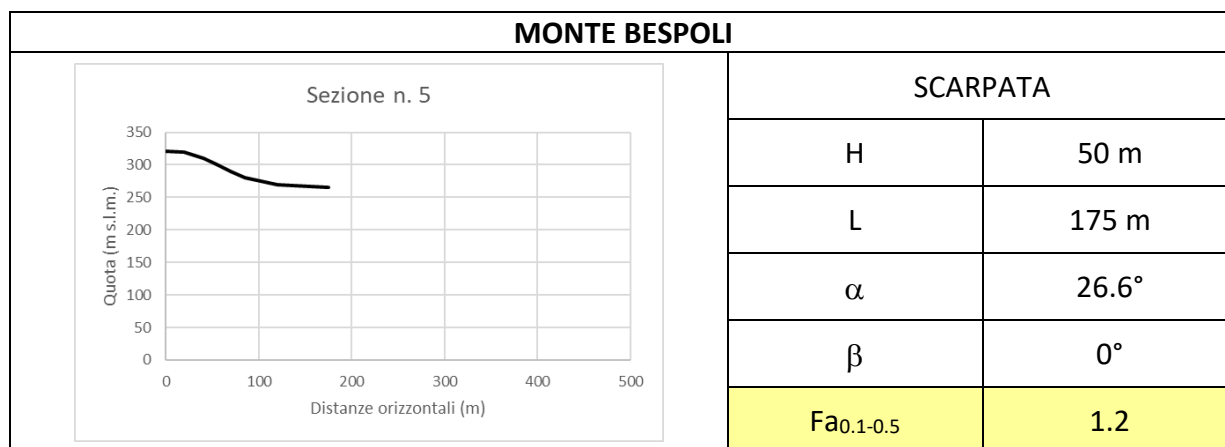 MONTE BESPOLI
Sezione n. 5
Quota (m s.l.m.)
350
300
250
200
150
100
50
0
0 100 200 300 400 500
Distanze orizzontali (m)
SCARPATA
H 50 m
L 175 m
α 26.6°
β 0°
Fa0.1-0.5 1.2